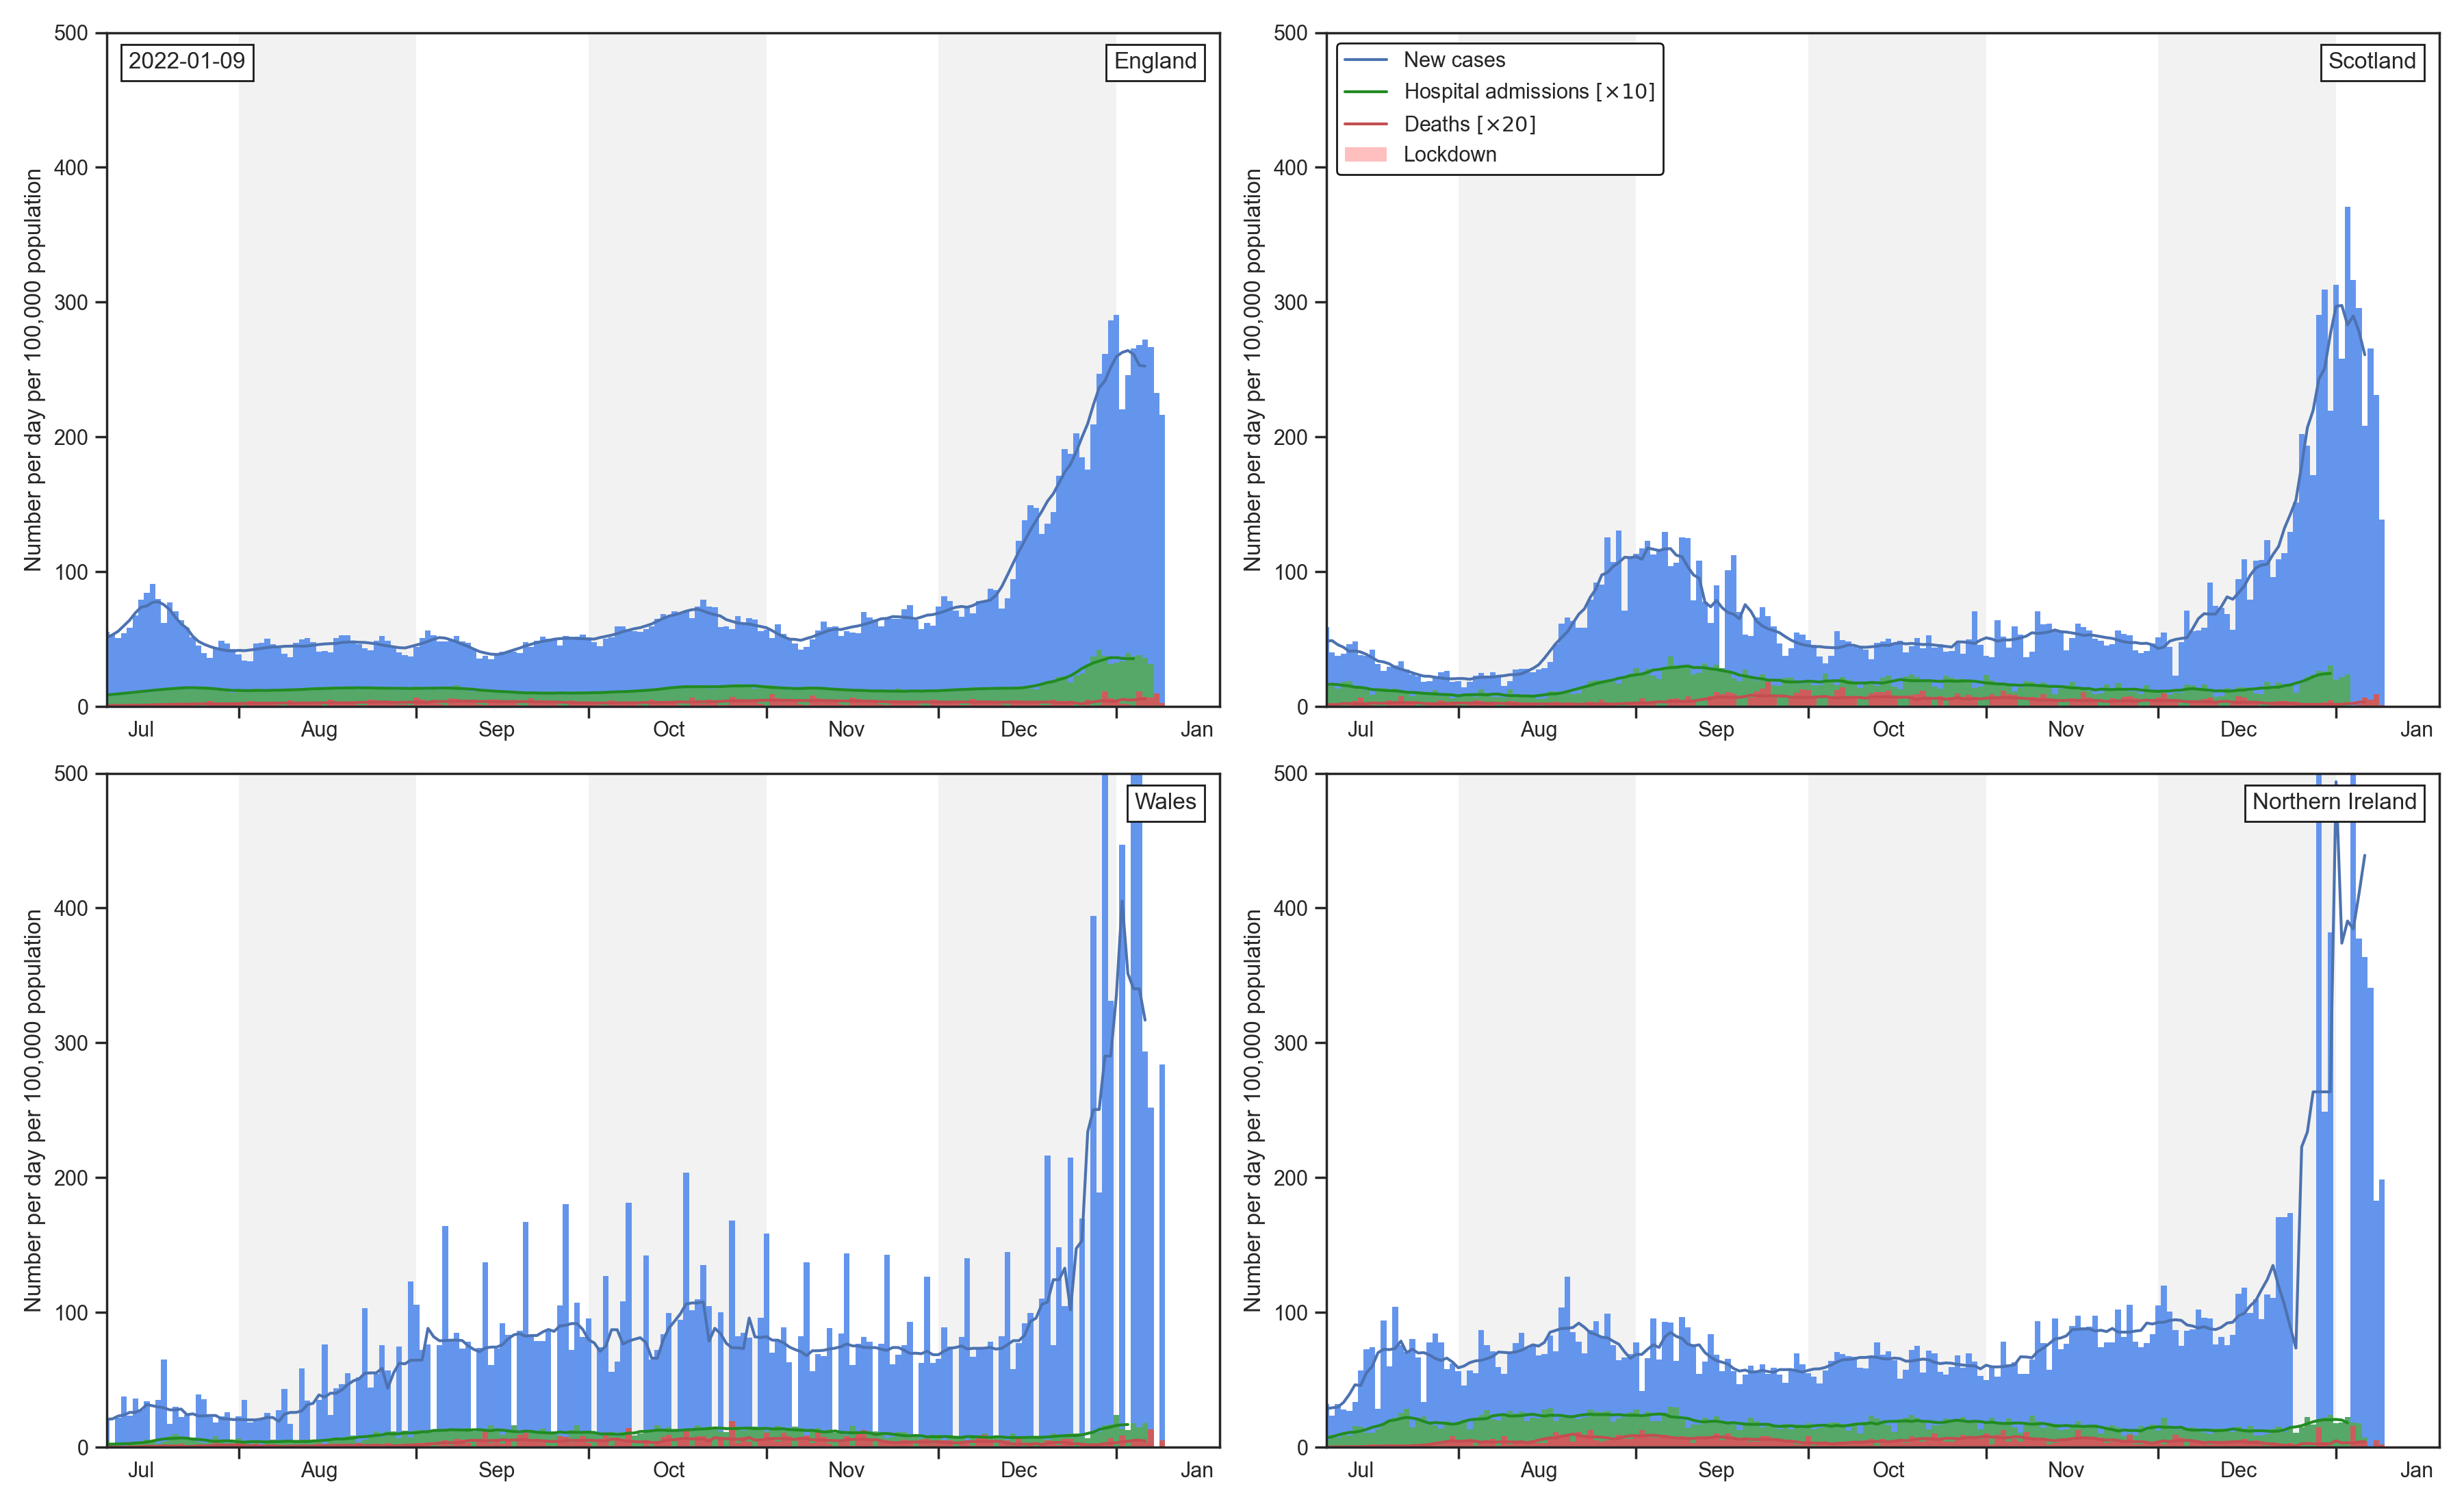 2022-01-09
England
Number per day per 100,000 population
500
400
300
200
100
0
Jul Aug Sep Oct Nov Dec Jan
Scotland
New cases
Hospital admissions [×10]
Deaths [×20]
Lockdown
Number per day per 100,000 population
500
400
300
200
100
0
Jul Aug Sep Oct Nov Dec Jan
Wales
Number per day per 100,000 population
500
400
300
200
100
0
Jul Aug Sep Oct Nov Dec Jan
Northern Ireland
Number per day per 100,000 population
500
400
300
200
100
0
Jul Aug Sep Oct Nov Dec Jan